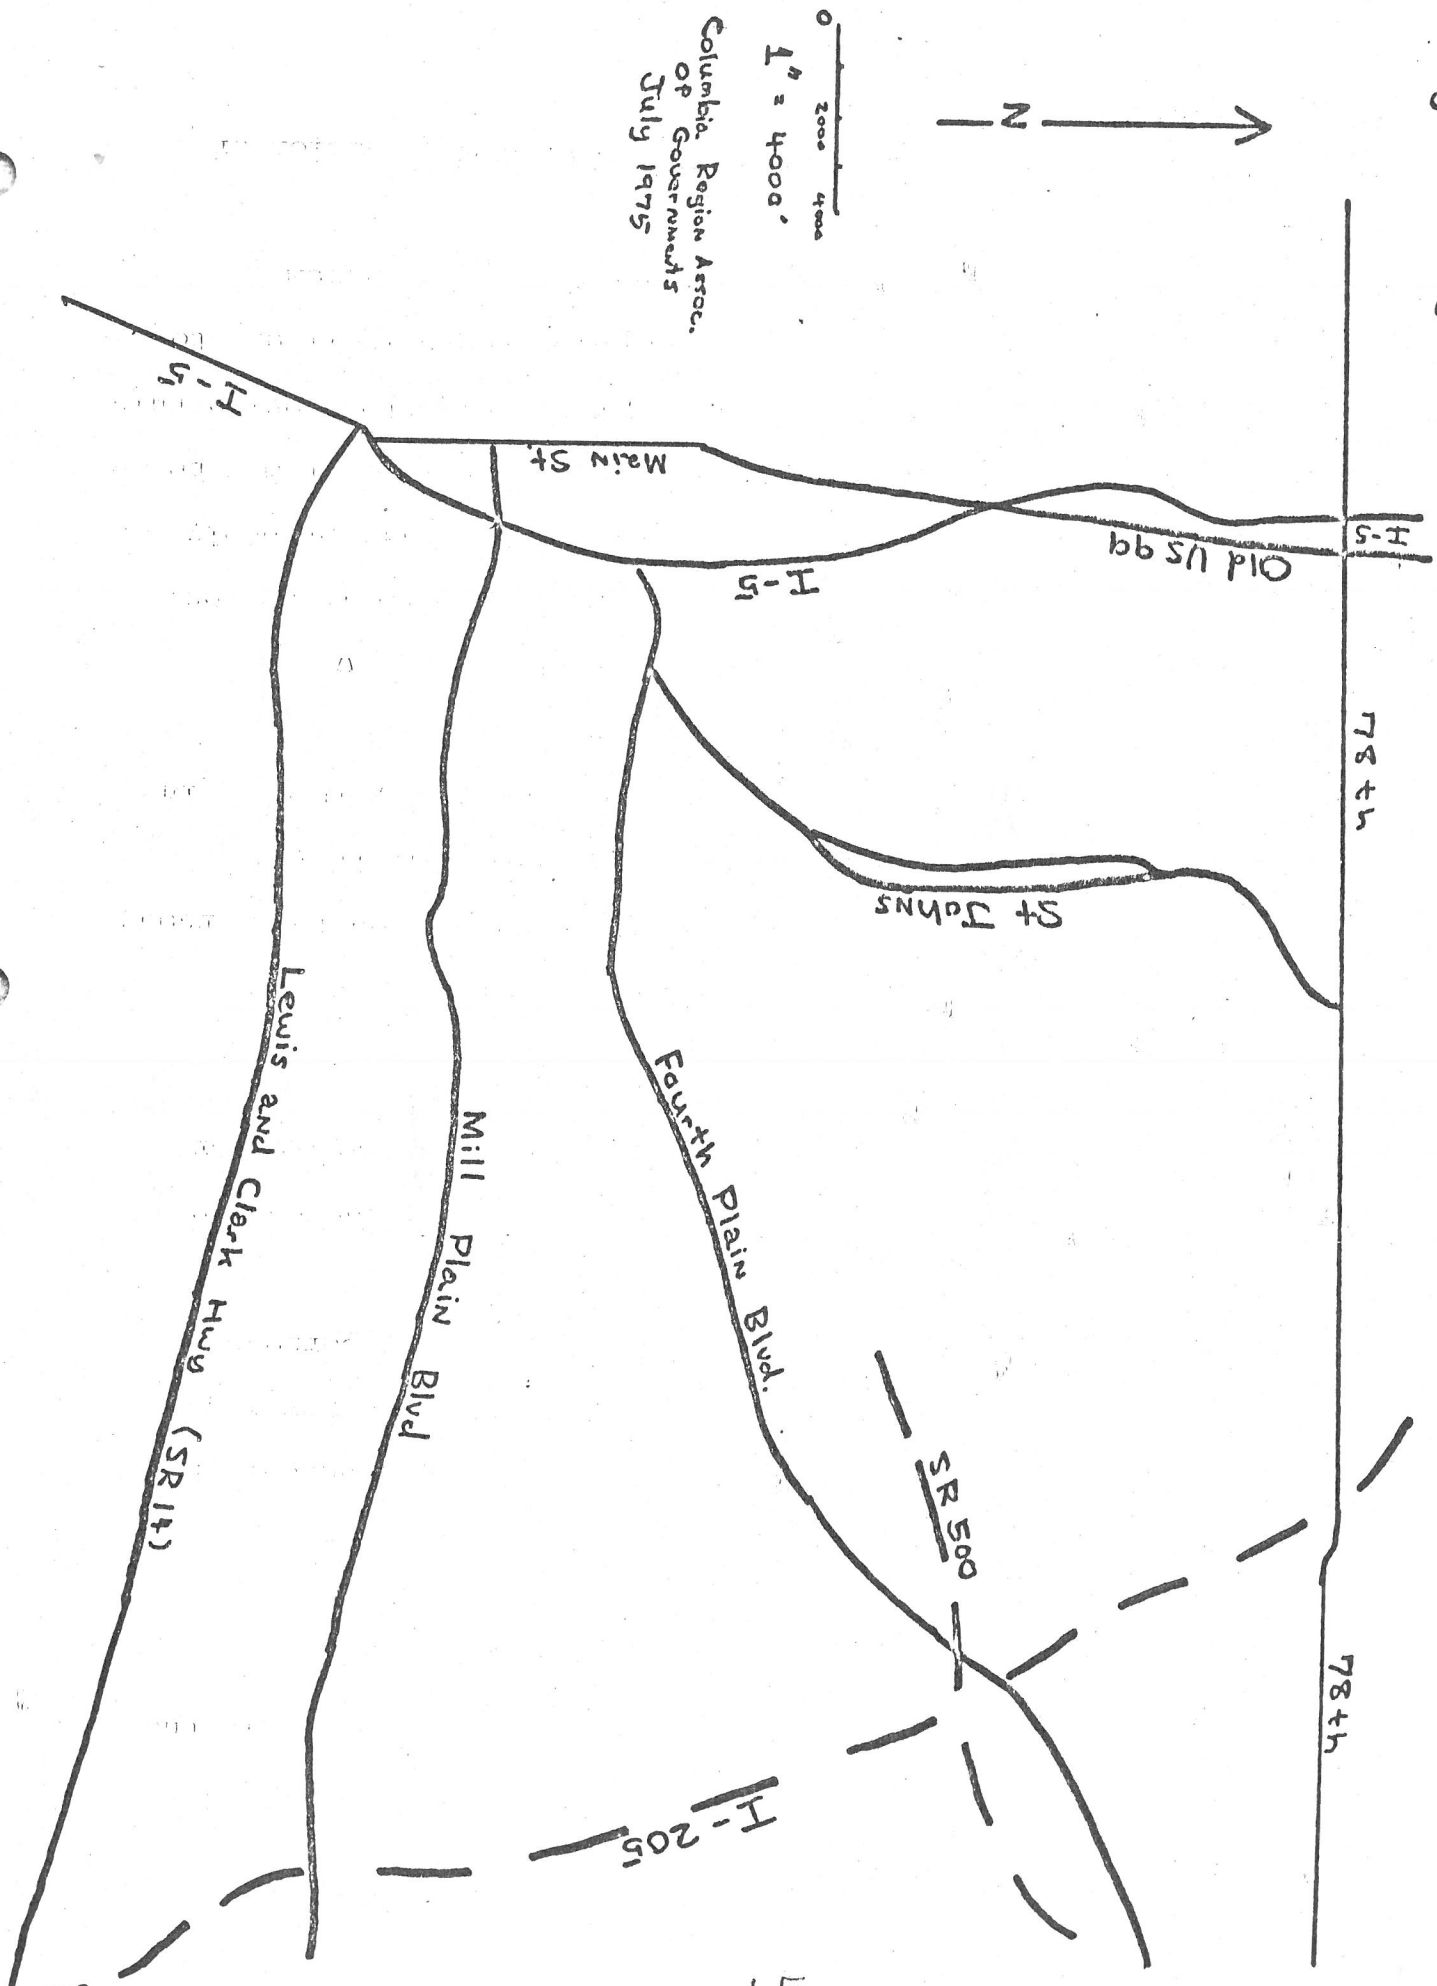 N
0 2000 4000
1" = 4000'
Columbia Region Assoc.
of Governments
July 1975
I-5
Main St
I-5
Old US 99
I-5
78th
St Johns
Lewis and Clark Hwy (SR 14)
Mill Plain Blvd
Fourth Plain Blvd.
SR 500
78th
I-205